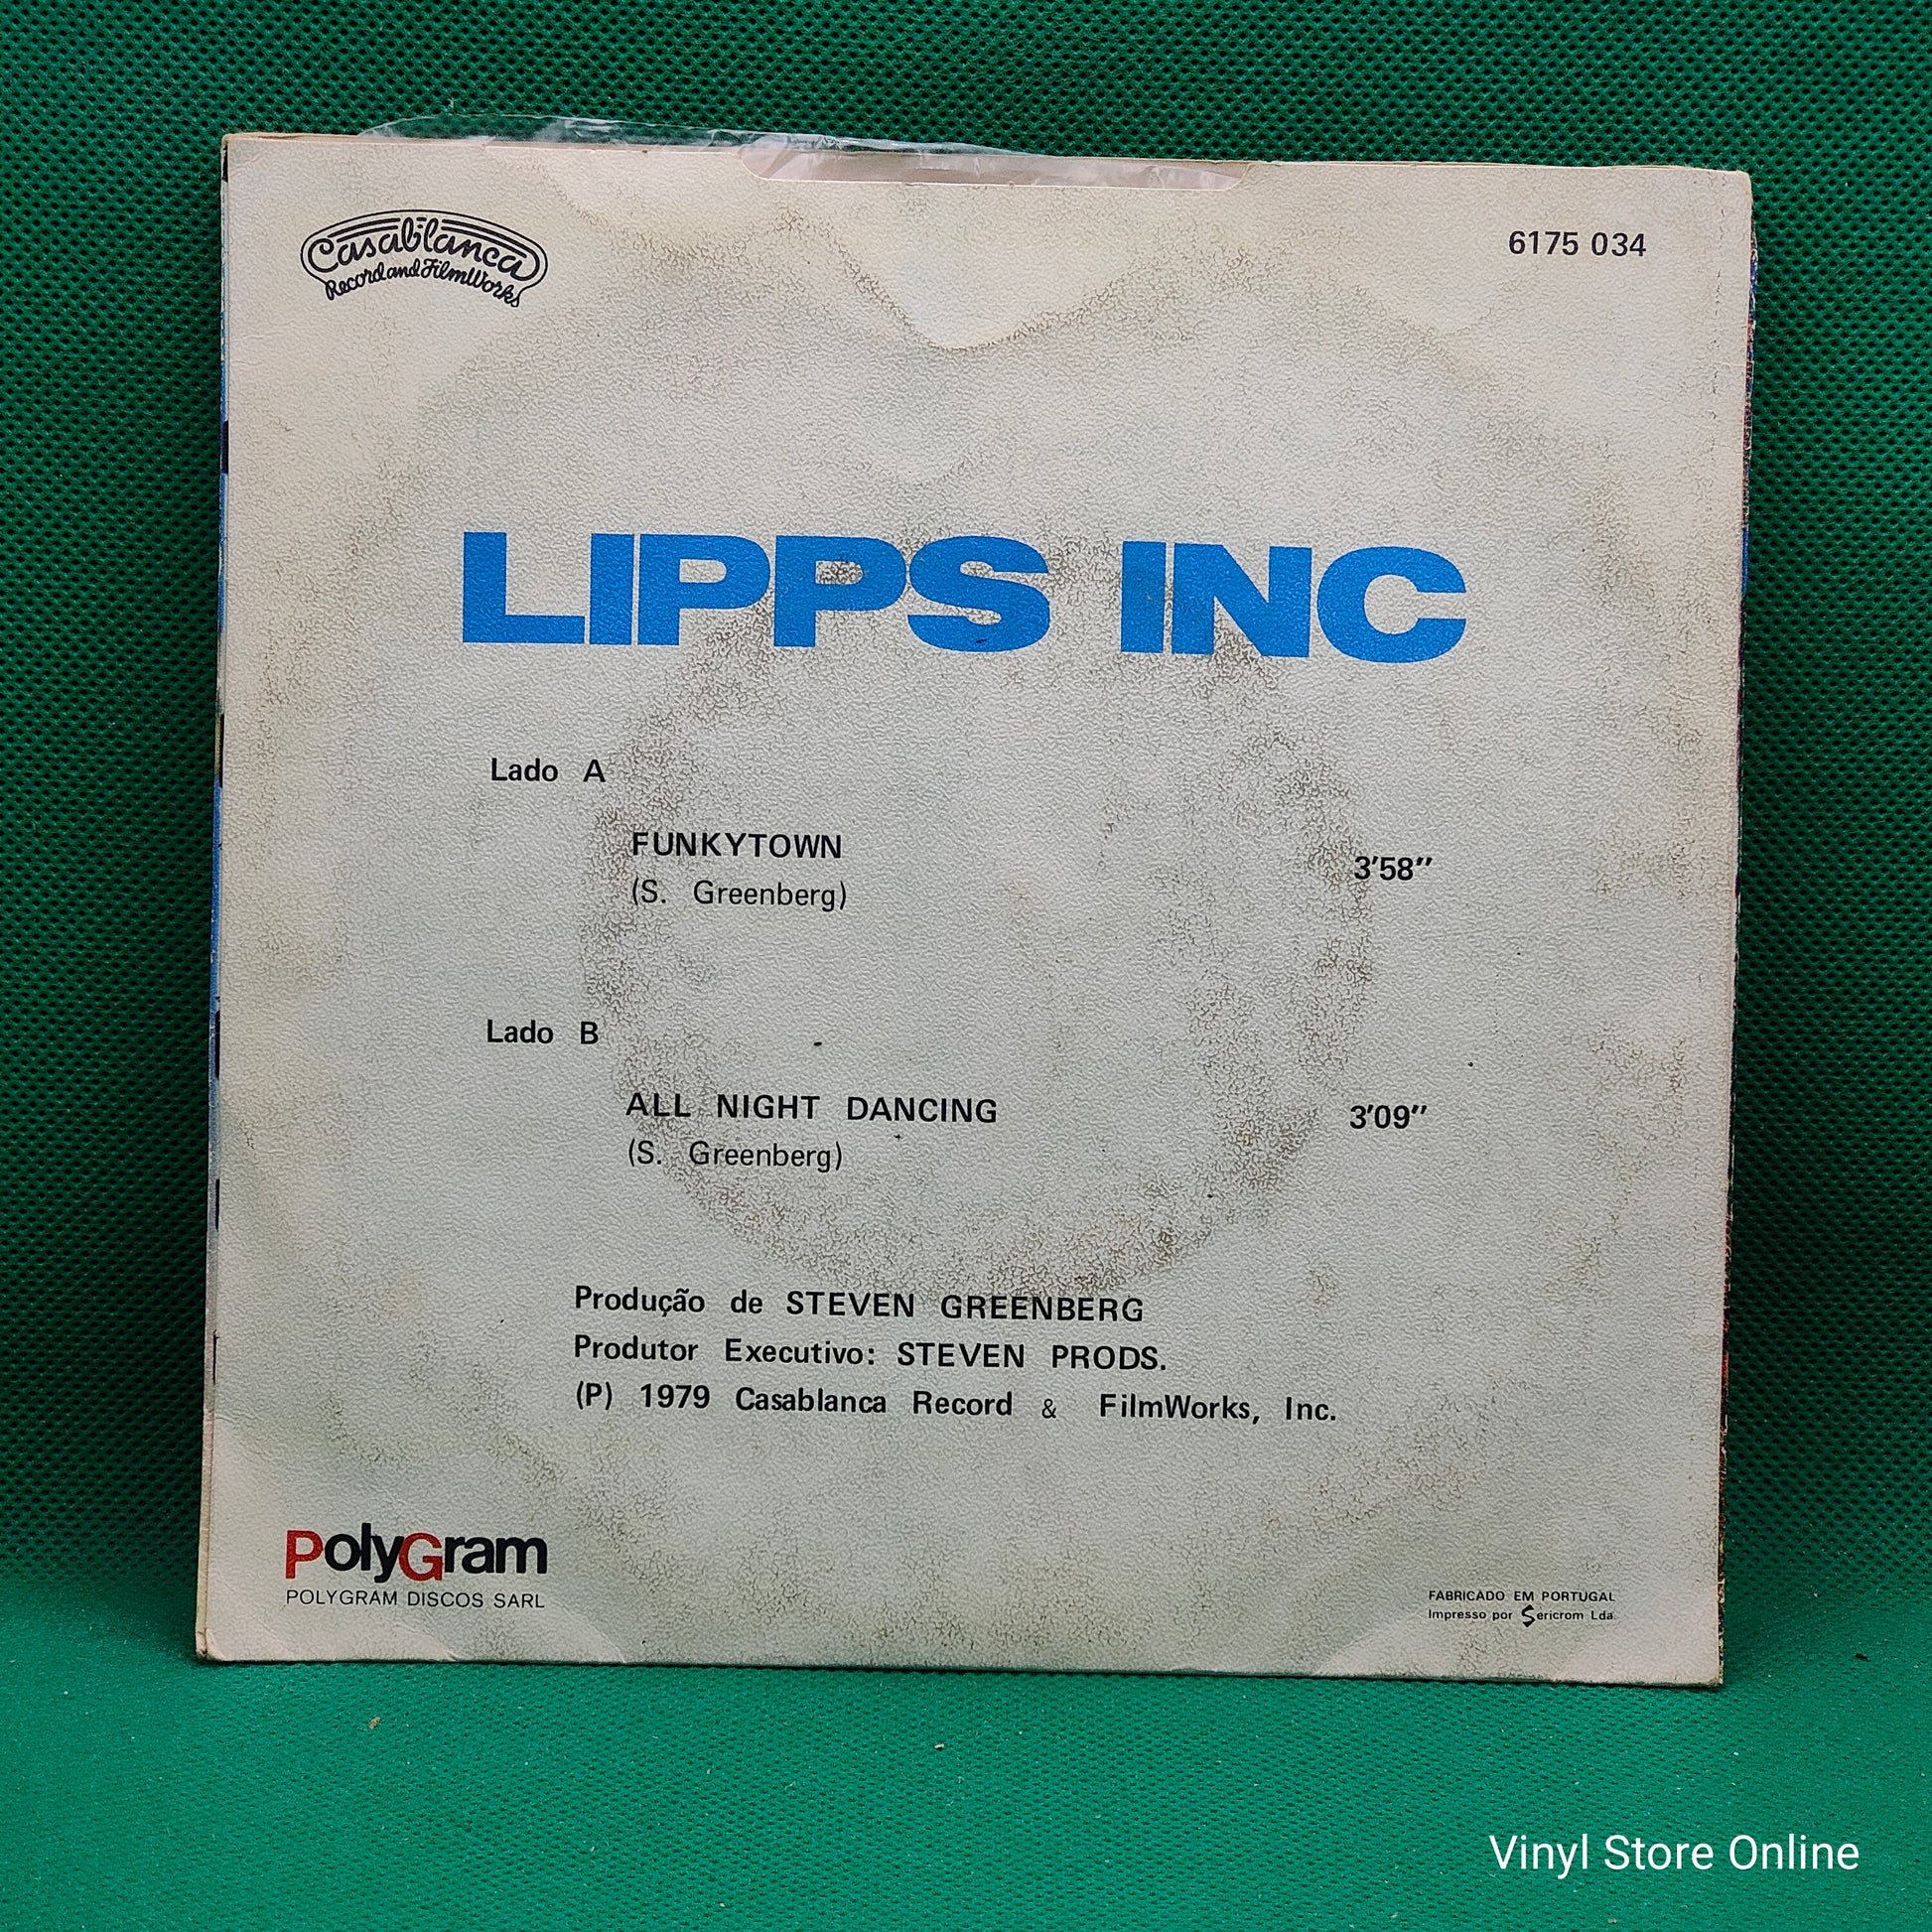 Casablanca
Record and FilmWorks
6175 034
LIPPS INC
Lado A
FUNKYTOWN
(S. Greenberg)
3'58"
Lado B
ALL NIGHT DANCING
(S. Greenberg)
3'09"
Produção de STEVEN GREENBERG
Produtor Executivo: STEVEN PRODS.
(P) 1979 Casablanca Record & FilmWorks, Inc.
PolyGram
POLYGRAM DISCOS SARL
FABRICADO EM PORTUGAL
Impresso por Sericrom Lda.
Vinyl Store Online